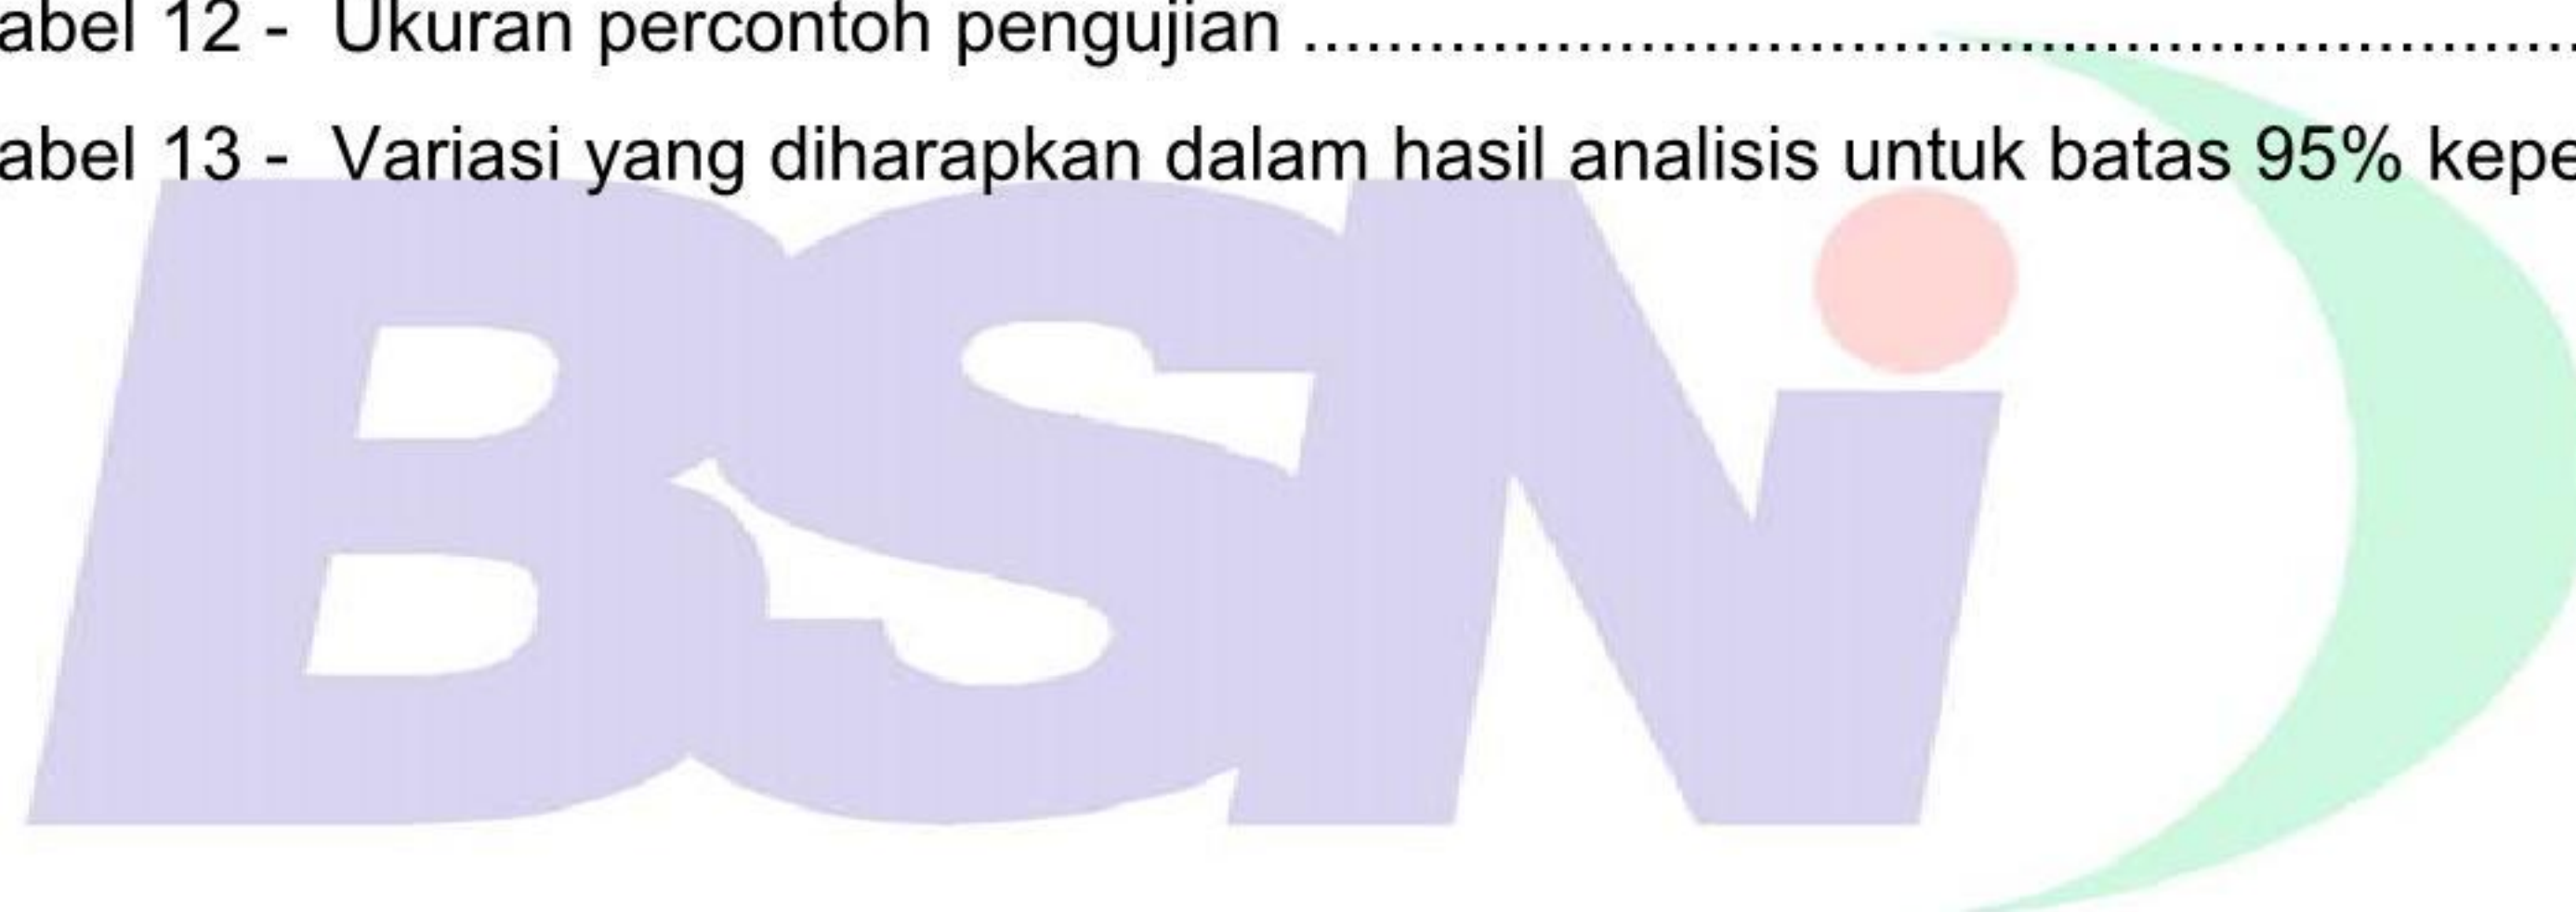 abel 12 - Ukuran percontoh pengujian ..........................................................
abel 13 - Variasi yang diharapkan dalam hasil analisis untuk batas 95% kepe
BSN